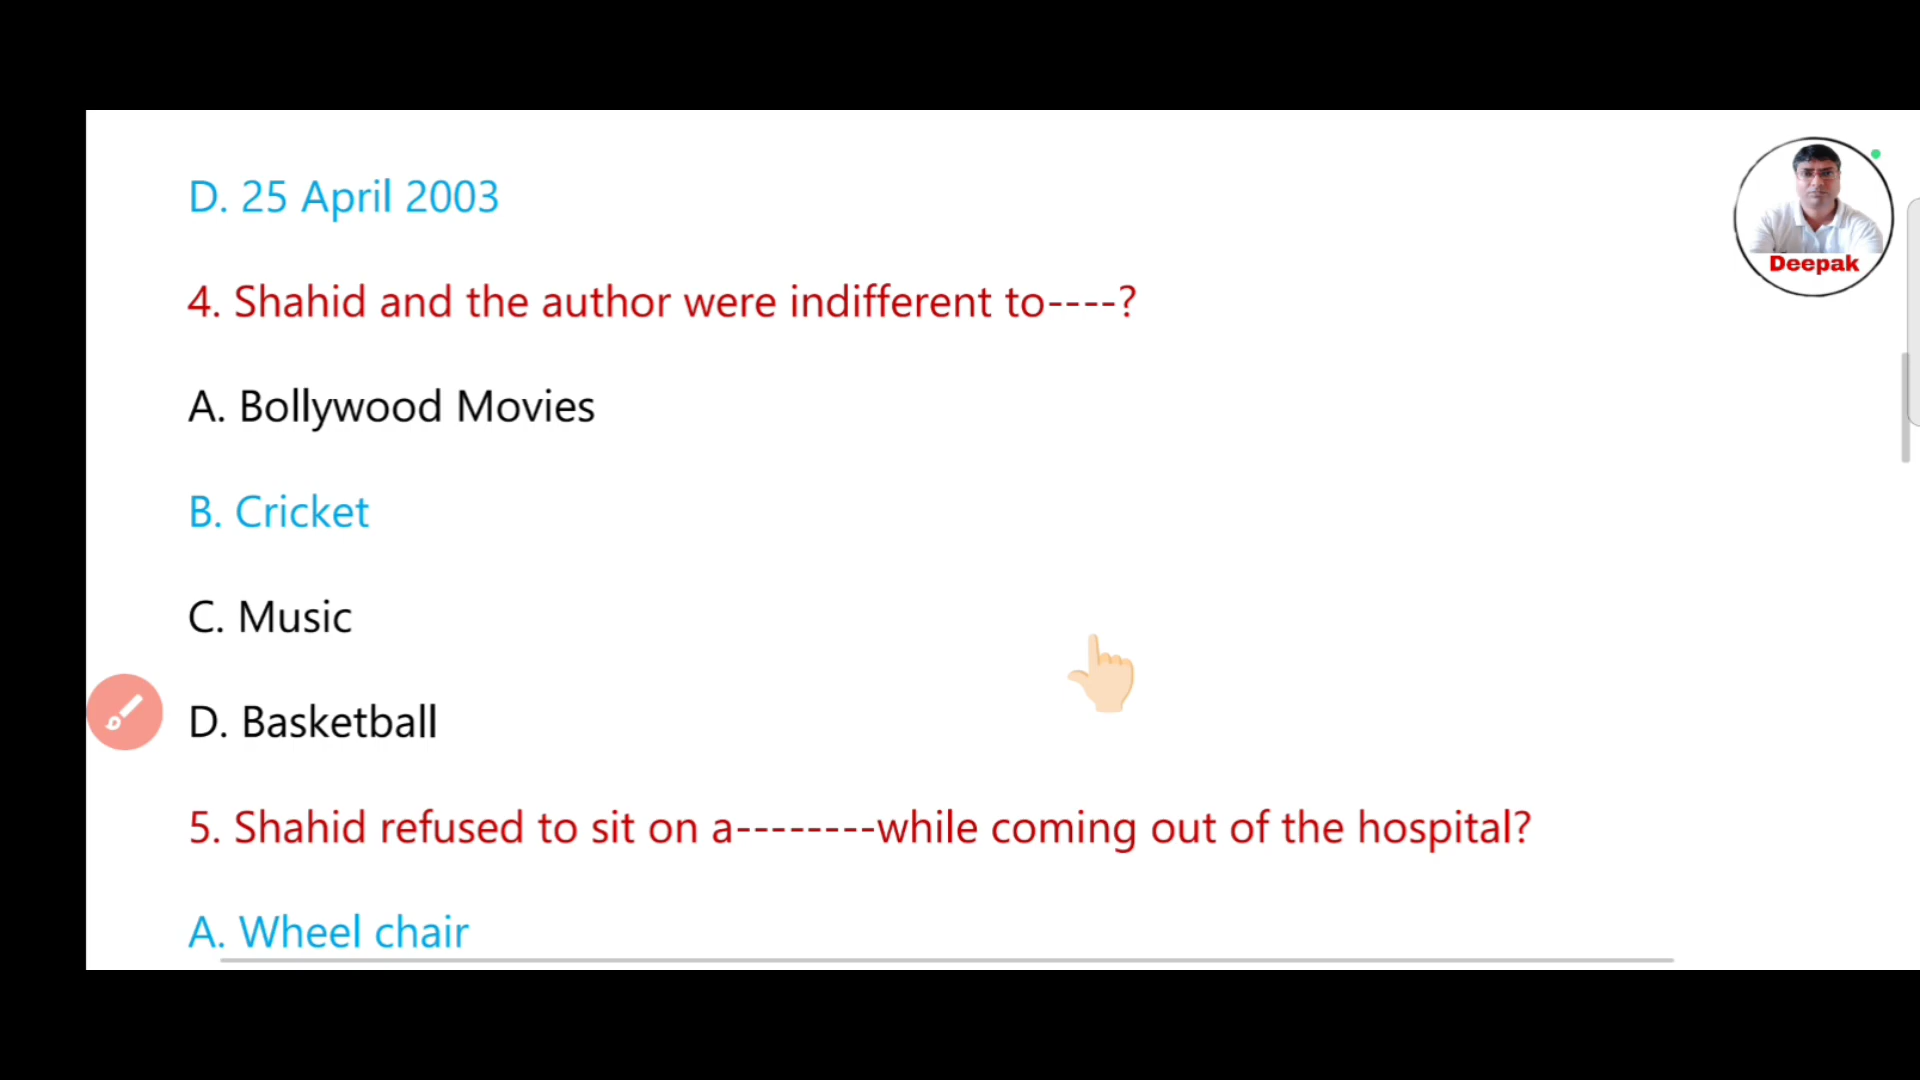 D. 25 April 2003
Deepak
4. Shahid and the author were indifferent to----?
A. Bollywood Movies
B. Cricket
C. Music
D. Basketball
5. Shahid refused to sit on a--------while coming out of the hospital?
A. Wheel chair